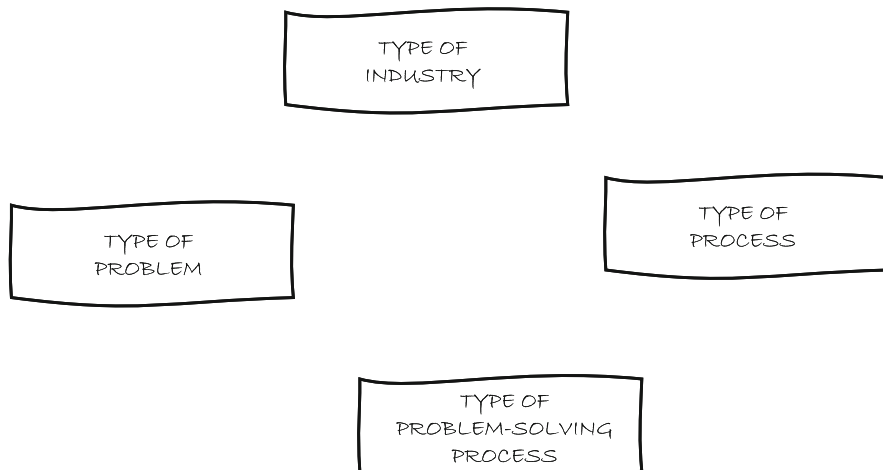 TYPE OF
INDUSTRY
TYPE OF
PROCESS
TYPE OF
PROBLEM
TYPE OF
PROBLEM-SOLVING
PROCESS